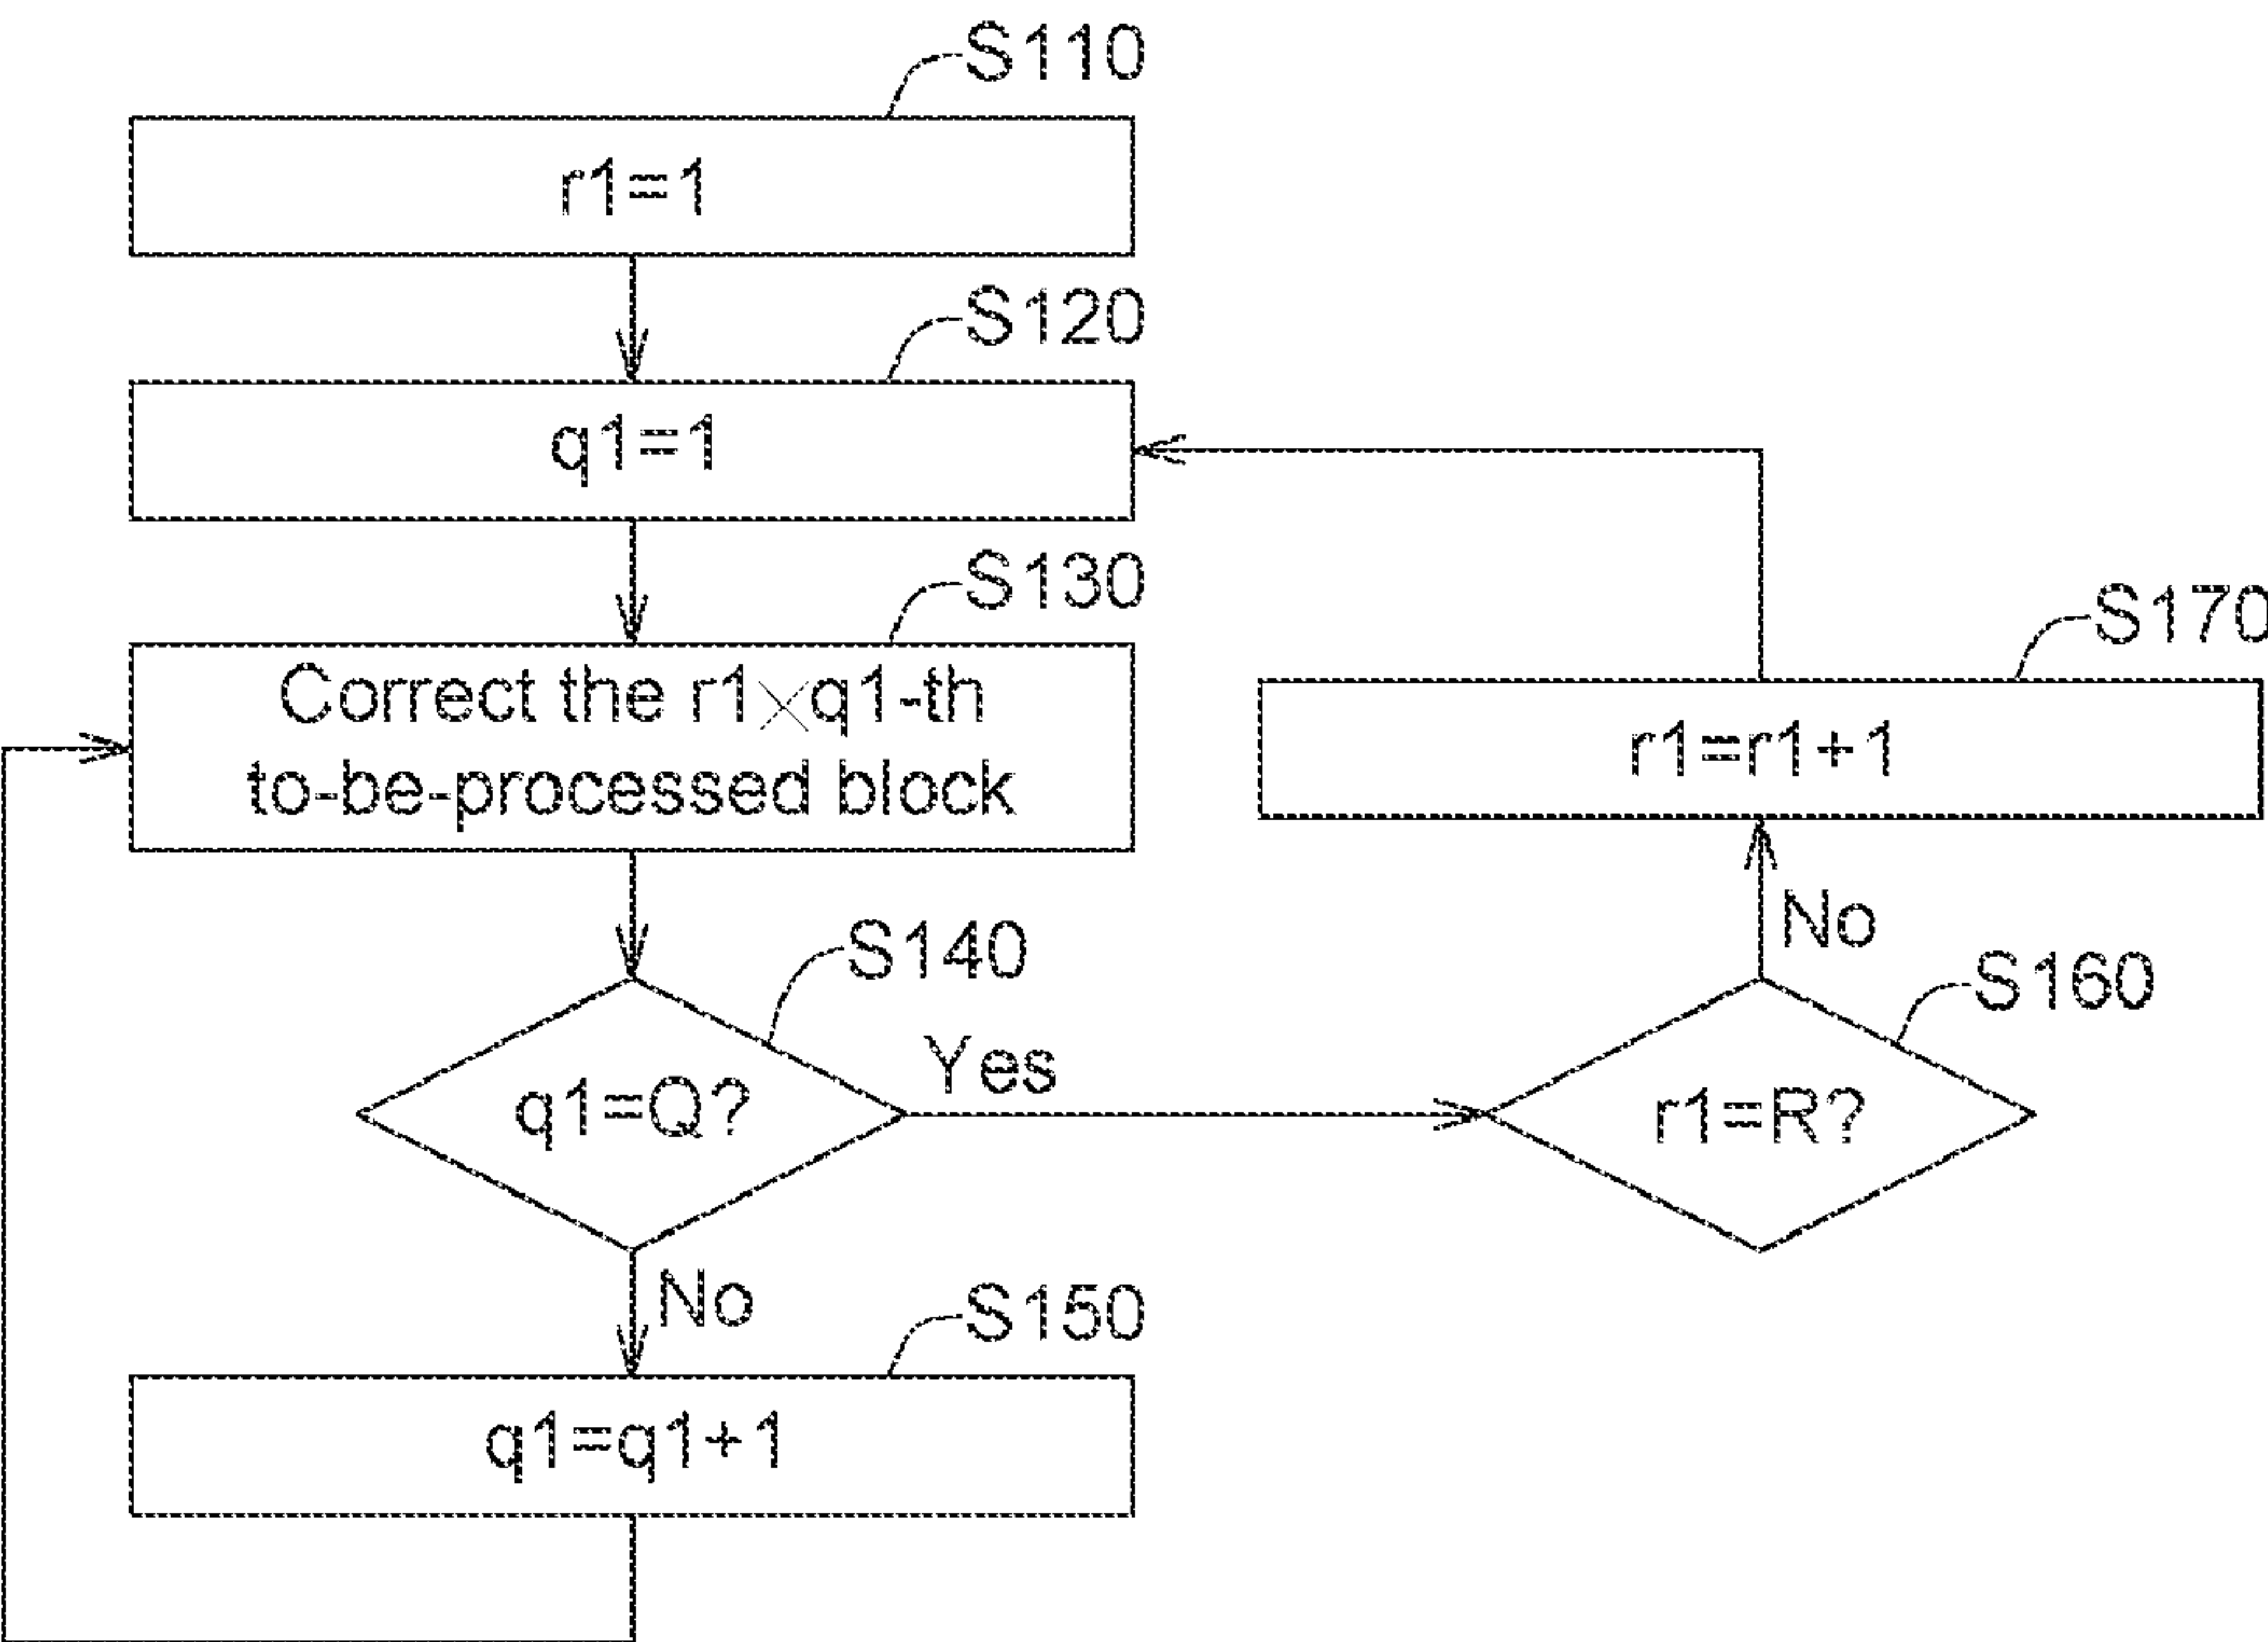 S110
r1=1
S120
q1=1
S130
Correct the r1×q1-th
to-be-processed block
S140
q1=Q?
Yes
No
S150
q1=q1+1
S160
r1=R?
No
S170
r1=r1+1